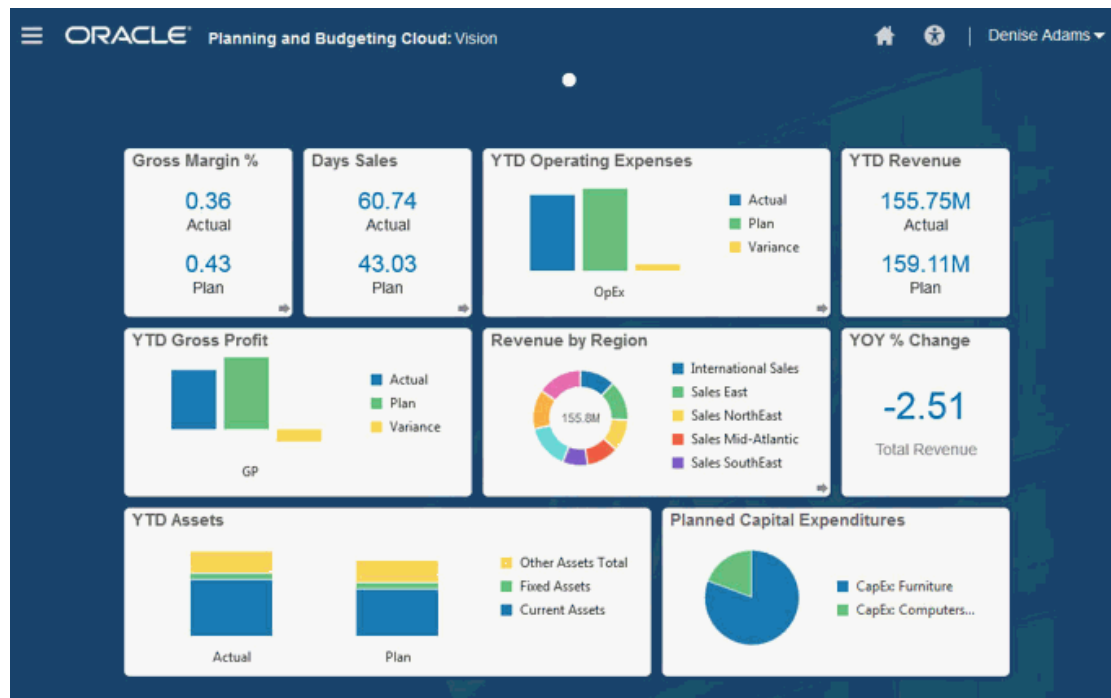 ORACLE Planning and Budgeting Cloud: Vision
Denise Adams
Gross Margin %
0.36
Actual
0.43
Plan
Days Sales
60.74
Actual
43.03
Plan
YTD Operating Expenses
Actual
Plan
Variance
OpEx
YTD Revenue
155.75M
Actual
159.11M
Plan
YTD Gross Profit
Actual
Plan
Variance
GP
Revenue by Region
155.8M
International Sales
Sales East
Sales NorthEast
Sales Mid-Atlantic
Sales SouthEast
YOY % Change
-2.51
Total Revenue
YTD Assets
Other Assets Total
Fixed Assets
Current Assets
Actual
Plan
Planned Capital Expenditures
CapEx: Furniture
CapEx: Computers...